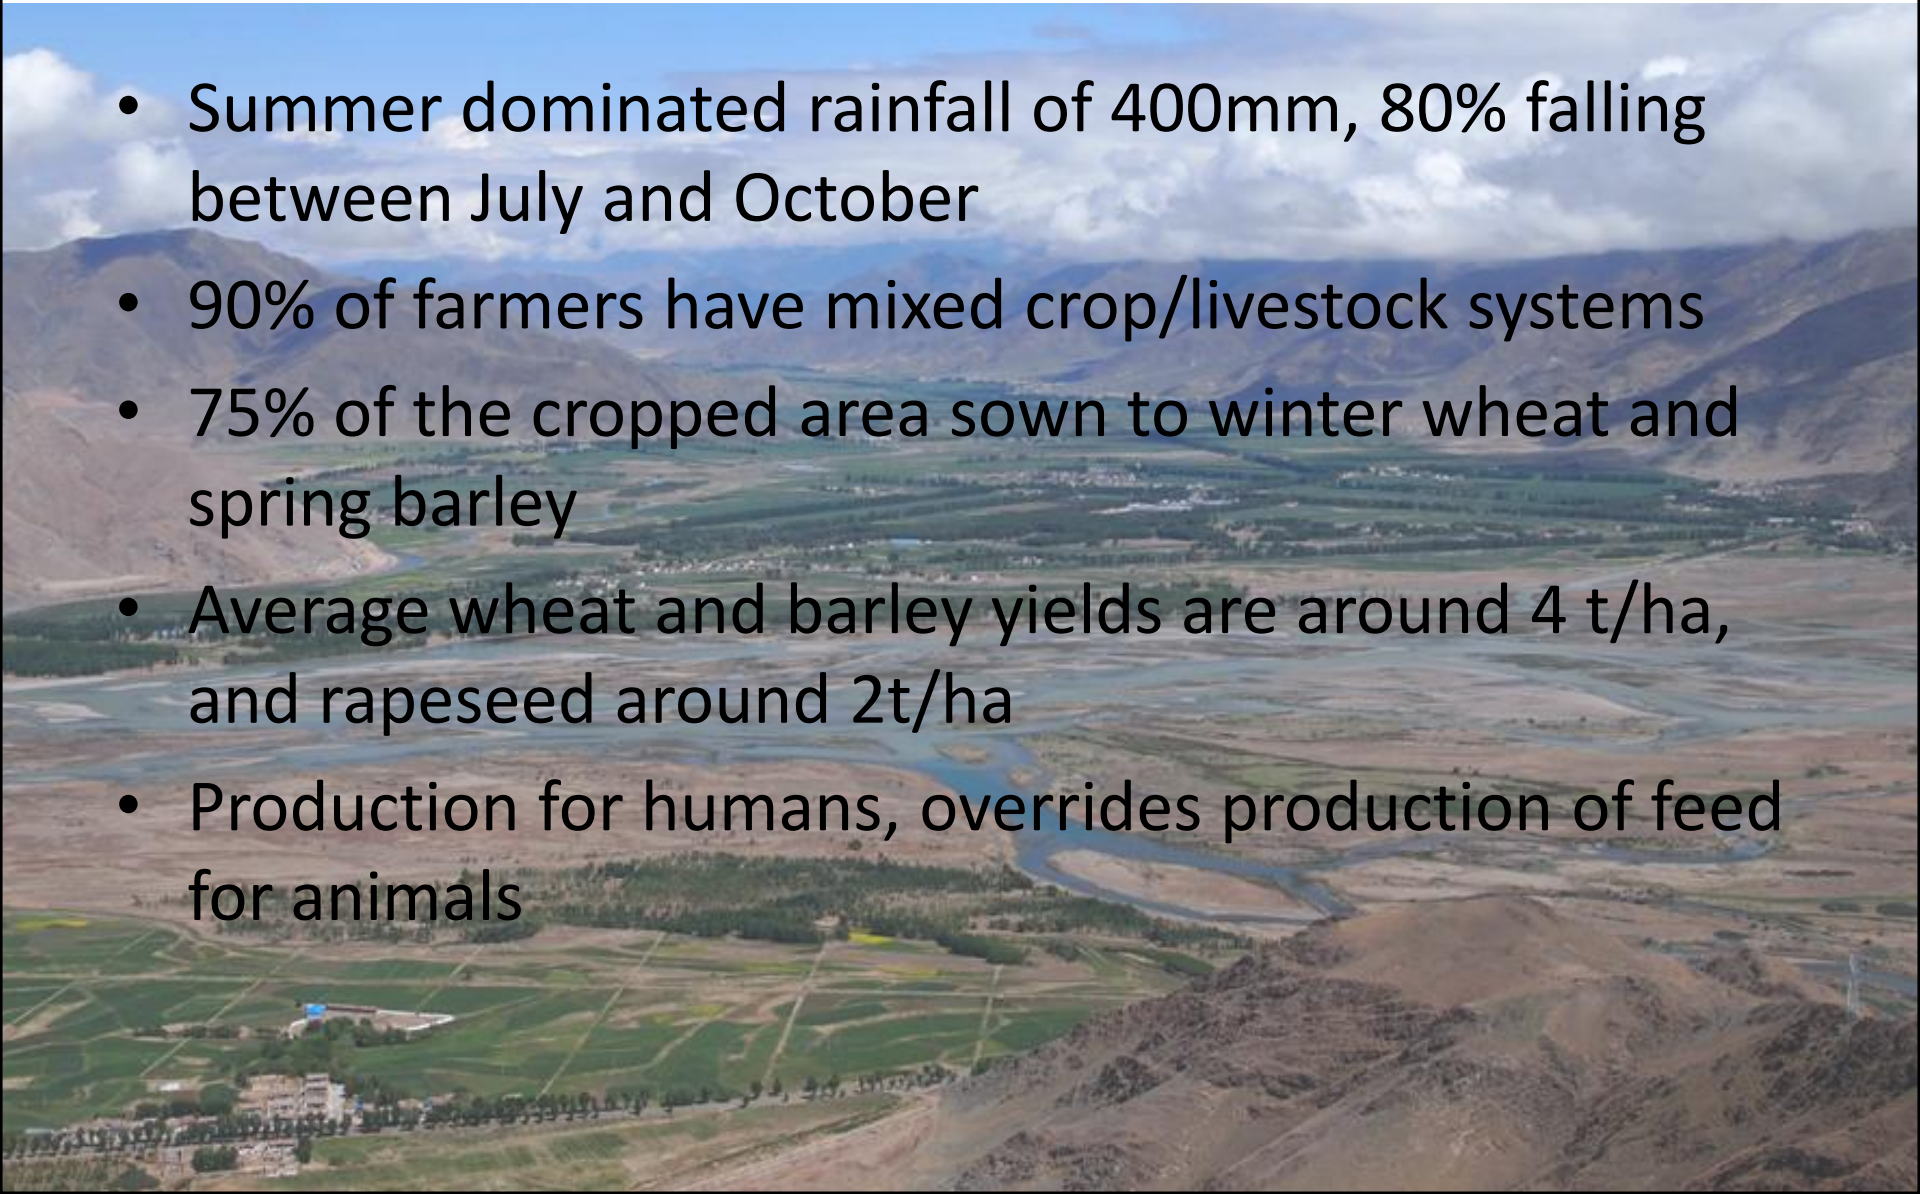 • Summer dominated rainfall of 400mm, 80% falling
between July and October
• 90% of farmers have mixed crop/livestock systems
• 75% of the cropped area sown to winter wheat and
spring barley
• Average wheat and barley yields are around 4 t/ha,
and rapeseed around 2t/ha
• Production for humans, overrides production of feed
for animals